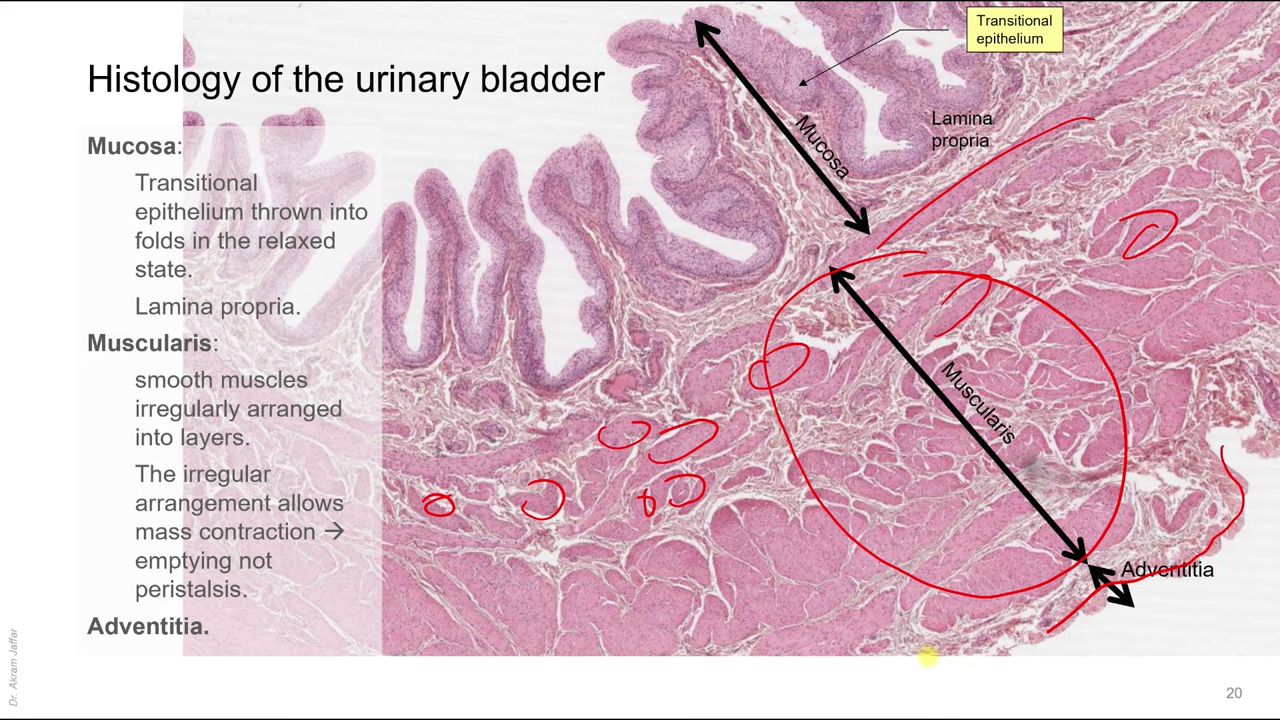 Histology of the urinary bladder
Mucosa:
Transitional
epithelium thrown into
folds in the relaxed
state.
Lamina propria.
Muscularis:
smooth muscles
irregularly arranged
into layers.
The irregular
arrangement allows
mass contraction →
emptying not
peristalsis.
Adventitia.
Transitional
epithelium
Mucosa
Lamina
propria
Muscularis
Adventitia
Dr. Akram Jaffar
20